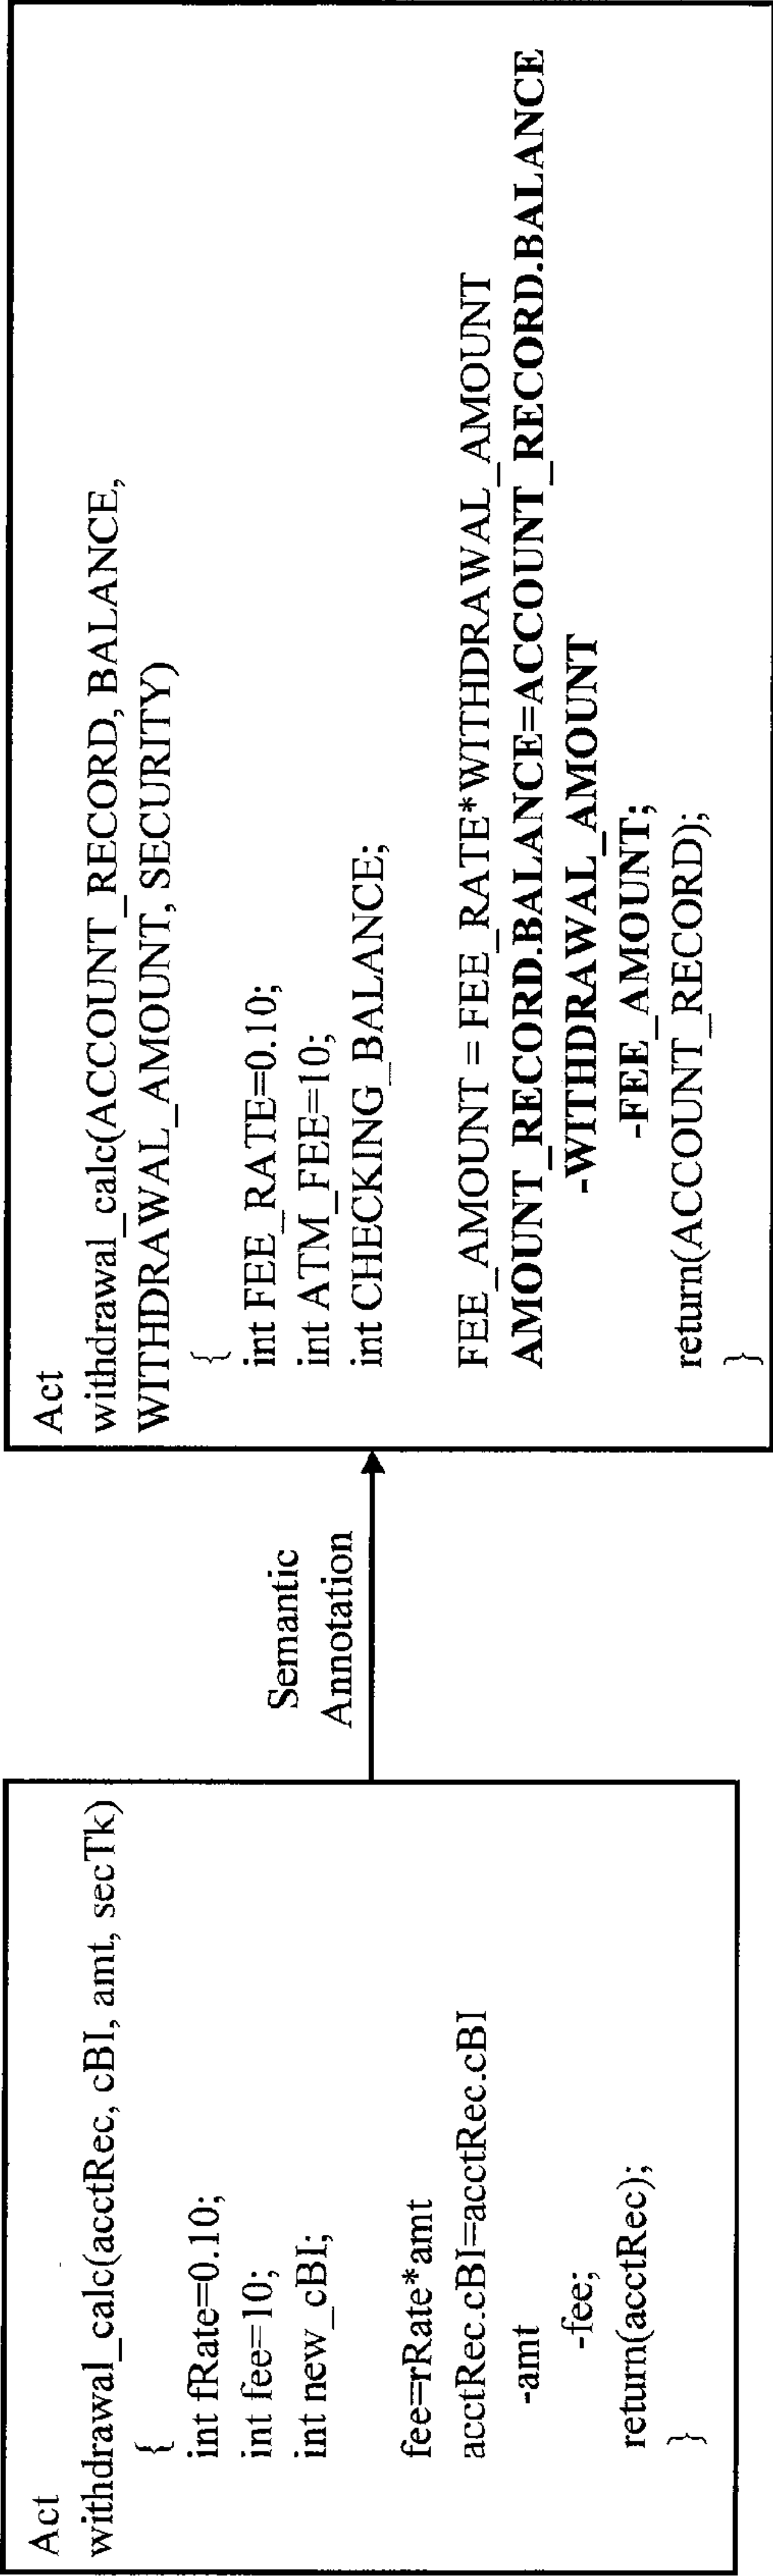 Act
withdrawal_calc(acctRec, cBI, amt, secTk)
{
int fRate=0.10;
int fee=10;
int new_cBI;
fee=rRate*amt
acctRec.cBI=acctRec.cBI
-amt
-fee;
return(acctRec);
}
Semantic
Annotation
Act
withdrawal_calc(ACCOUNT_RECORD, BALANCE,
WITHDRAWAL_AMOUNT, SECURITY)
{
int FEE_RATE=0.10;
int ATM_FEE=10;
int CHECKING_BALANCE;
FEE_AMOUNT = FEE_RATE*WITHDRAWAL_AMOUNT
AMOUNT_RECORD.BALANCE=ACCOUNT_RECORD.BALANCE
-WITHDRAWAL_AMOUNT
-FEE_AMOUNT;
return(ACCOUNT_RECORD);
}